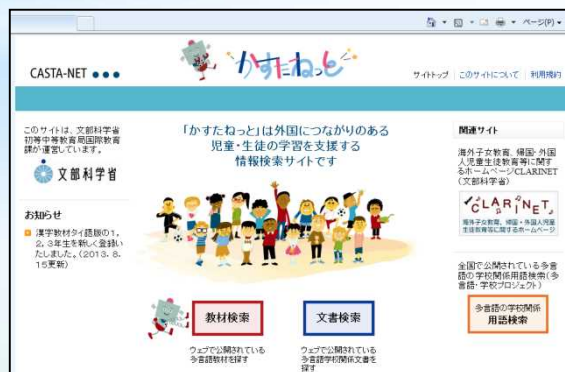 ページ(P)
CASTA-NET
かすたねっと
サイトトップ
このサイトについて
利用規約
このサイトは、文部科学省
初等中等教育局国際教育
課が運営しています。
文部科学省
お知らせ
漢字教材タイ語版の1、
2、3年生を新しく登録い
たしました。(2013.8.
15更新)
「かすたねっと」は外国につながりのある
児童・生徒の学習を支援する
情報検索サイトです
教材検索
ウェブで公開されている
多言語教材を探す
文書検索
ウェブで公開されている
多言語学校関係文書を
探す
関連サイト
海外子女教育、帰国・外国
人児童生徒教育等に関す
るホームページCLARINET
(文部科学省)
CLARINET
海外子女教育、帰国・外国人児童
生徒教育等に関するホームページ
全国で公開されている多言
語の学校関係用語検索(多
言語・学校プロジェクト)
多言語の学校関係
用語検索